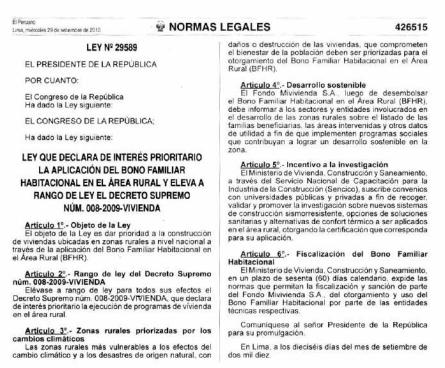 El Peruano
Lima, miércoles 29 de setiembre de 2010
NORMAS LEGALES
426515
LEY Nº 29589
EL PRESIDENTE DE LA REPÚBLICA
POR CUANTO:
El Congreso de la República
Ha dado la Ley siguiente:
EL CONGRESO DE LA REPÚBLICA;
Ha dado la Ley siguiente:
LEY QUE DECLARA DE INTERÉS PRIORITARIO
LA APLICACIÓN DEL BONO FAMILIAR
HABITACIONAL EN EL ÁREA RURAL Y ELEVA A
RANGO DE LEY EL DECRETO SUPREMO
NÚM. 008-2009-VIVIENDA
Artículo 1º.- Objeto de la Ley
El objeto de la Ley es dar prioridad a la construcción
de viviendas ubicadas en zonas rurales a nivel nacional a
través de la aplicación del Bono Familiar Habitacional en
el Área Rural (BFHR).
Artículo 2º.- Rango de ley del Decreto Supremo
núm. 008-2009-VIVIENDA
Elévase a rango de ley para todos sus efectos el
Decreto Supremo núm. 008-2009-VIVIENDA, que declara
de interés prioritario la ejecución de programas de vivienda
en el área rural.
Artículo 3º.- Zonas rurales priorizadas por los
cambios climáticos
Las zonas rurales más vulnerables a los efectos del
cambio climático y a los desastres de origen natural, con
daños o destrucción de las viviendas, que comprometen
el bienestar de la población deben ser priorizadas para el
otorgamiento del Bono Familiar Habitacional en el Área
Rural (BFHR).
Artículo 4º.- Desarrollo sostenible
El Fondo Mivivienda S.A., luego de desembolsar
el Bono Familiar Habitacional en el Área Rural (BFHR),
debe informar a los sectores y entidades involucrados en
el desarrollo de las zonas rurales sobre el listado de las
familias beneficiarias, las áreas intervenidas y otros datos
de utilidad a fin de que implementen programas sociales
que contribuyan a lograr un desarrollo sostenible en la
zona.
Artículo 5º.- Incentivo a la investigación
El Ministerio de Vivienda, Construcción y Saneamiento,
a través del Servicio Nacional de Capacitación para la
Industria de la Construcción (Sencico), suscribe convenios
con universidades públicas y privadas a fin de recoger,
validar y promover la investigación sobre nuevos sistemas
de construcción sismorresistente, opciones de soluciones
sanitarias y alternativas de confort térmico a ser aplicados
en el área rural, otorgando la certificación que corresponda
para su aplicación.
Artículo 6º.- Fiscalización del Bono Familiar
Habitacional
El Ministerio de Vivienda, Construcción y Saneamiento,
en un plazo de sesenta (60) días calendario, expide las
normas que permitan la fiscalización y sanción de parte
del Fondo Mivivienda S.A., del otorgamiento y uso del
Bono Familiar Habitacional por parte de las entidades
técnicas respectivas.
Comuníquese al señor Presidente de la República
para su promulgación.
En Lima, a los dieciséis días del mes de setiembre de
dos mil diez.